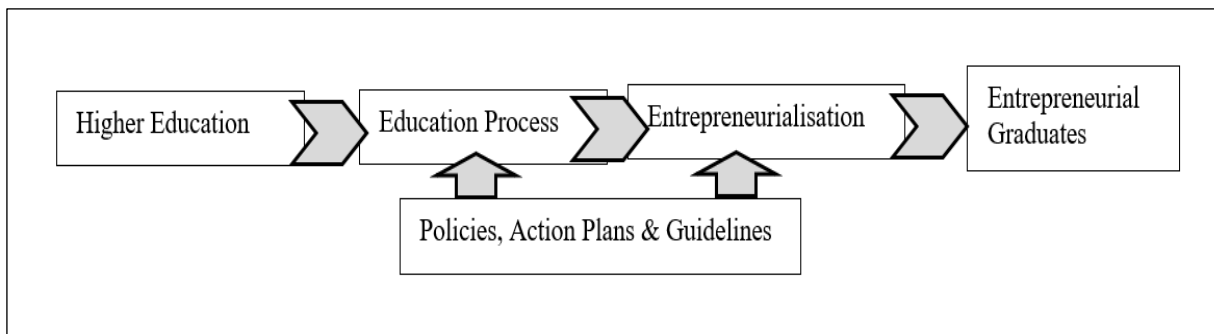 Higher Education
Education Process
Entrepreneurialisation
Entrepreneurial
Graduates
Policies, Action Plans & Guidelines